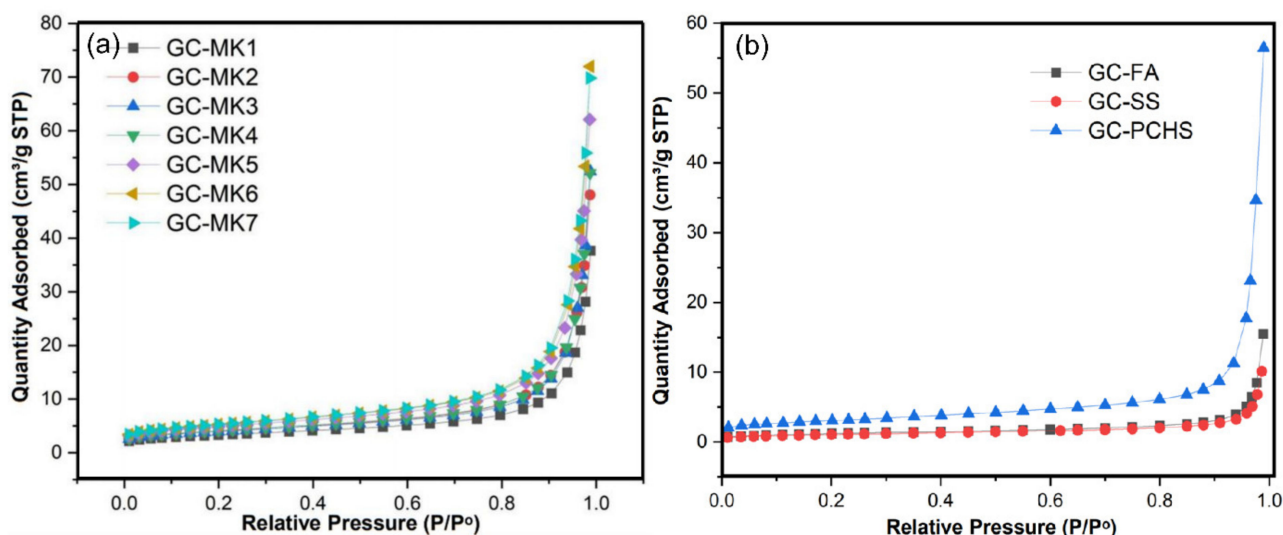 (a)
GC-MK1
GC-MK2
GC-MK3
GC-MK4
GC-MK5
GC-MK6
GC-MK7
Quantity Adsorbed (cm³/g STP)
80
70
60
50
40
30
20
10
0
0.0 0.2 0.4 0.6 0.8 1.0
Relative Pressure (P/Pº)
(b)
GC-FA
GC-SS
GC-PCHS
Quantity Adsorbed (cm³/g STP)
60
50
40
30
20
10
0
0.0 0.2 0.4 0.6 0.8 1.0
Relative Pressure (P/Pº)